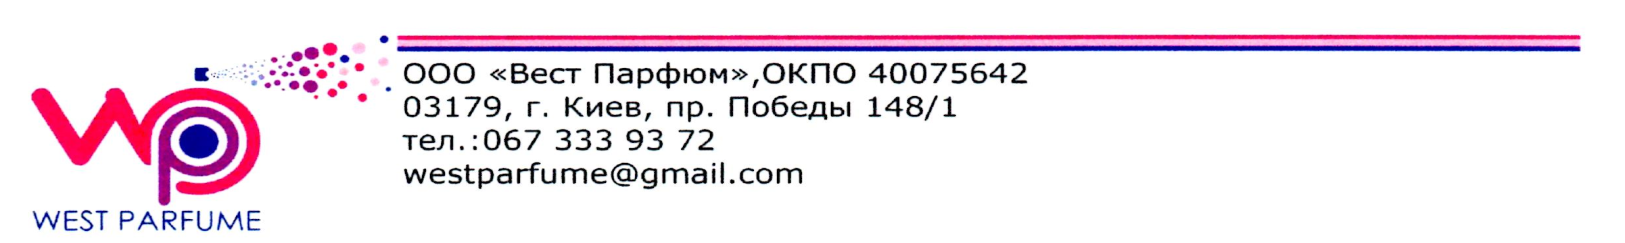 ООО «Вест Парфюм»,ОКПО 40075642
03179, г. Киев, пр. Победы 148/1
тел.:067 333 93 72
westparfume@gmail.com
WP
WEST PARFUME